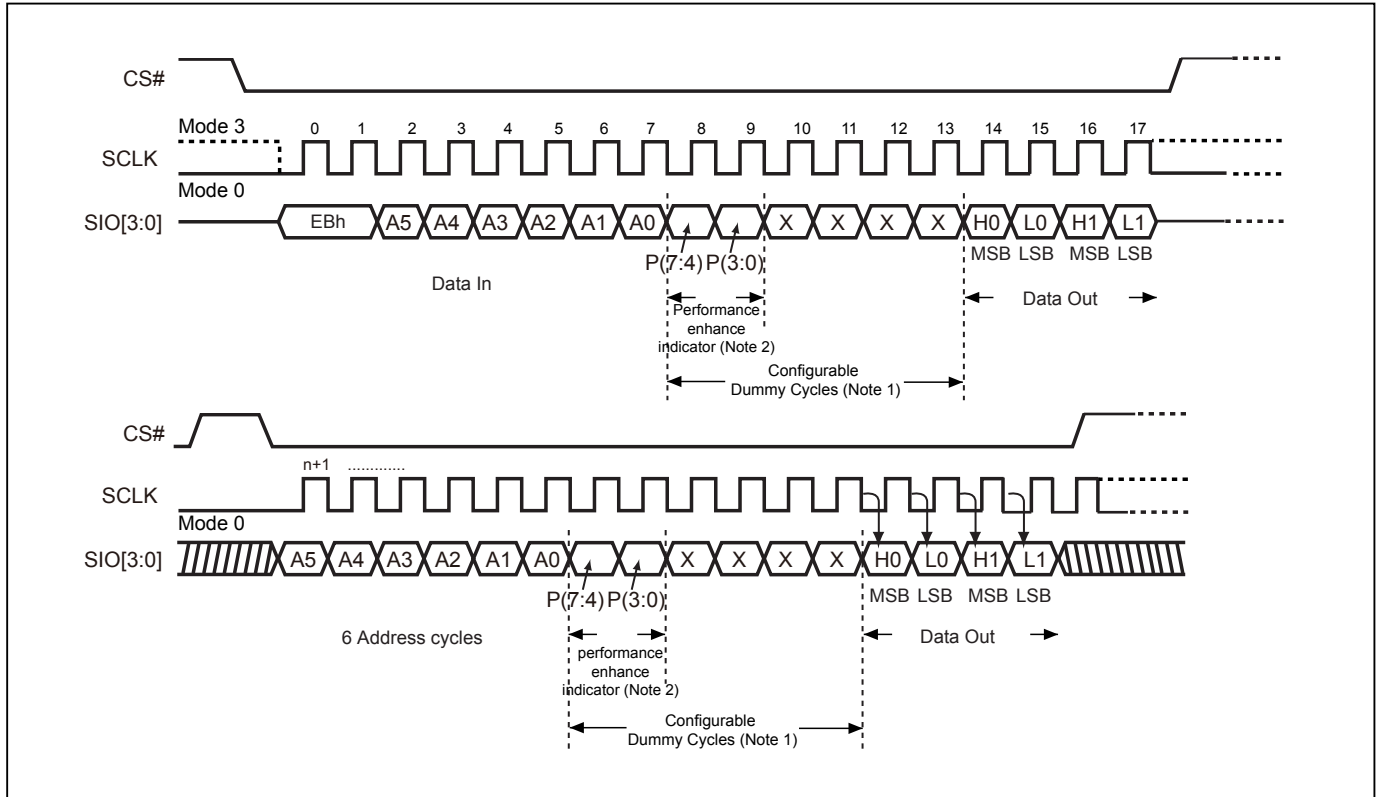 CS#
Mode 3
0 1 2 3 4 5 6 7 8 9 10 11 12 13 14 15 16 17
SCLK
Mode 0
SIO[3:0] EBh A5 A4 A3 A2 A1 A0 X X X X H0 L0 H1 L1
P(7:4) P(3:0) MSB LSB MSB LSB
Data In
Data Out
Performance
enhance
indicator (Note 2)
Configurable
Dummy Cycles (Note 1)
CS#
n+1 .............
SCLK
Mode 0
SIO[3:0] A5 A4 A3 A2 A1 A0 X X X X H0 L0 H1 L1
P(7:4) P(3:0) MSB LSB MSB LSB
6 Address cycles
Data Out
performance
enhance
indicator (Note 2)
Configurable
Dummy Cycles (Note 1)